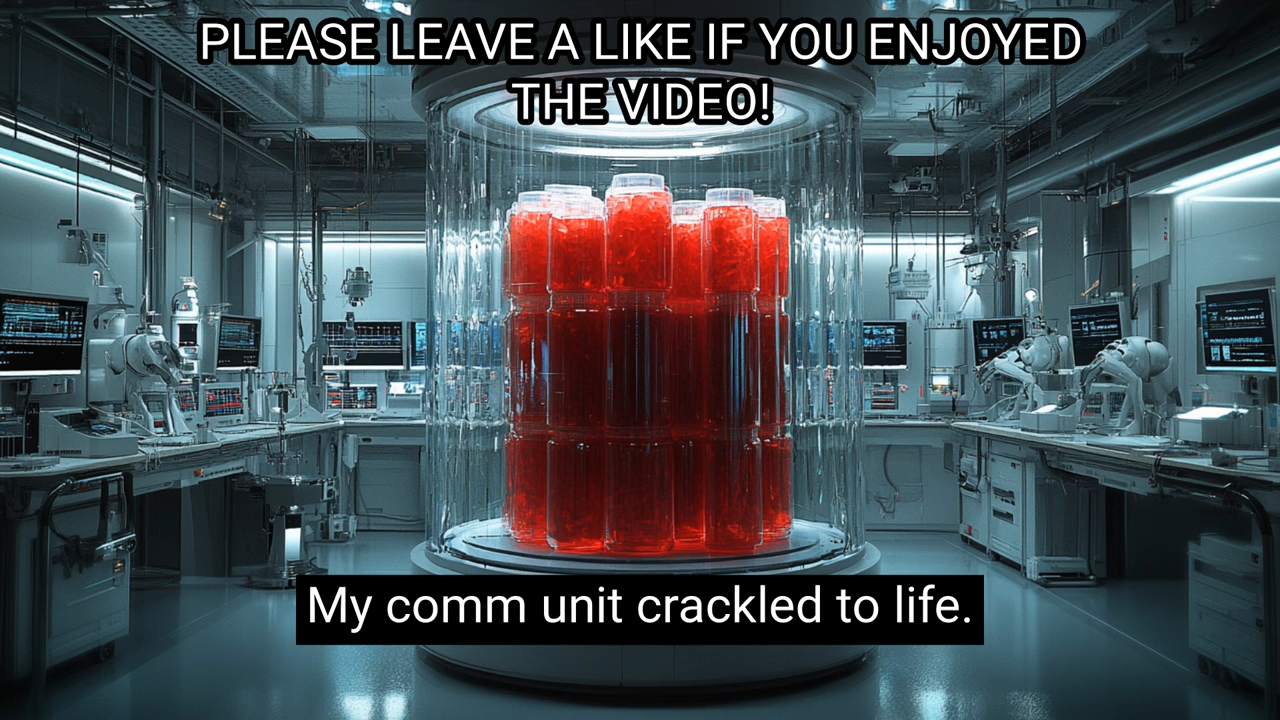 PLEASE LEAVE A LIKE IF YOU ENJOYED
THE VIDEO!
My comm unit crackled to life.